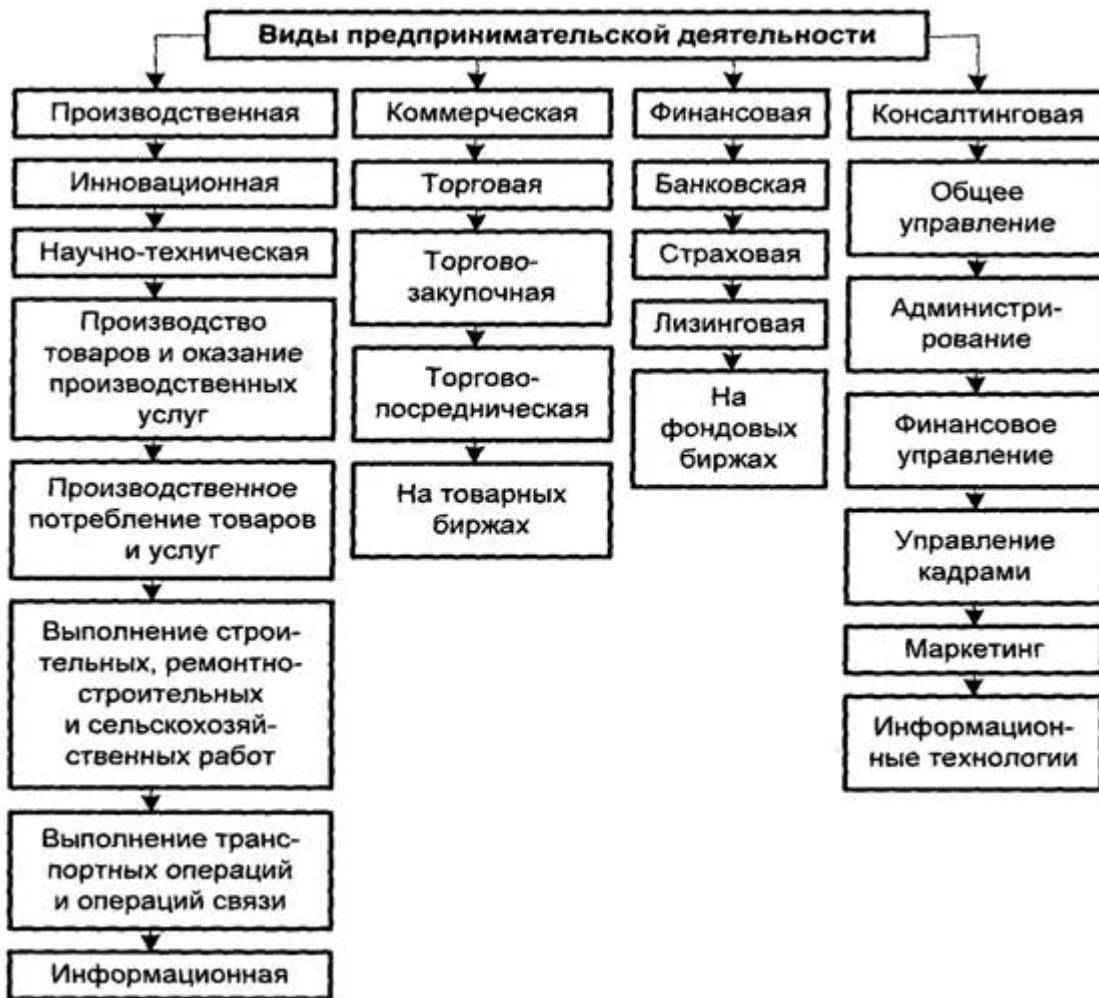 Виды предпринимательской деятельности
Производственная
Инновационная
Научно-техническая
Производство
товаров и оказание
производственных
услуг
Производственное
потребление товаров
и услуг
Выполнение строи-
тельных, ремонтно-
строительных
и сельскохозяй-
ственных работ
Выполнение транс-
портных операций
и операций связи
Информационная
Коммерческая
Торговая
Торгово-
закупочная
Торгово-
посредническая
На товарных
биржах
Финансовая
Банковская
Страховая
Лизинговая
На
фондовых
биржах
Консалтинговая
Общее
управление
Администри-
рование
Финансовое
управление
Управление
кадрами
Маркетинг
Информацион-
ные технологии